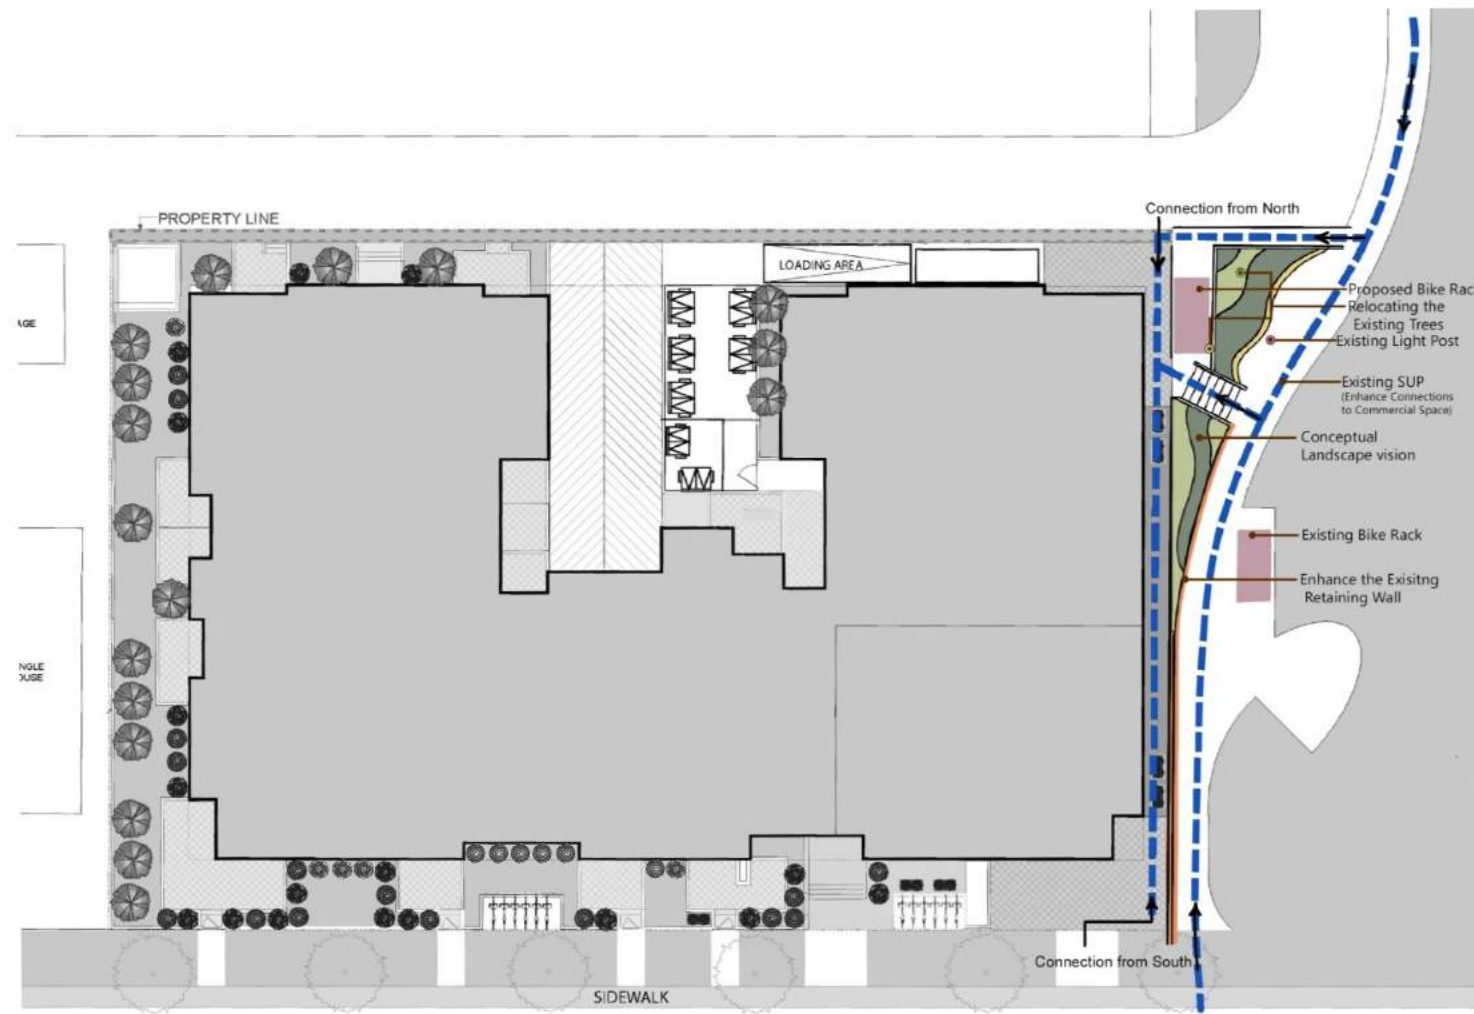 Connection from North
PROPERTY LINE
LOADING AREA
Proposed Bike Rac
Relocating the
Existing Trees
Existing Light Post
AGE
Existing SUP
(Enhance Connections
to Commercial Space)
Conceptual
Landscape vision
Existing Bike Rack
Enhance the Exisitng
Retaining Wall
NGLE
OUSE
Connection from South
SIDEWALK